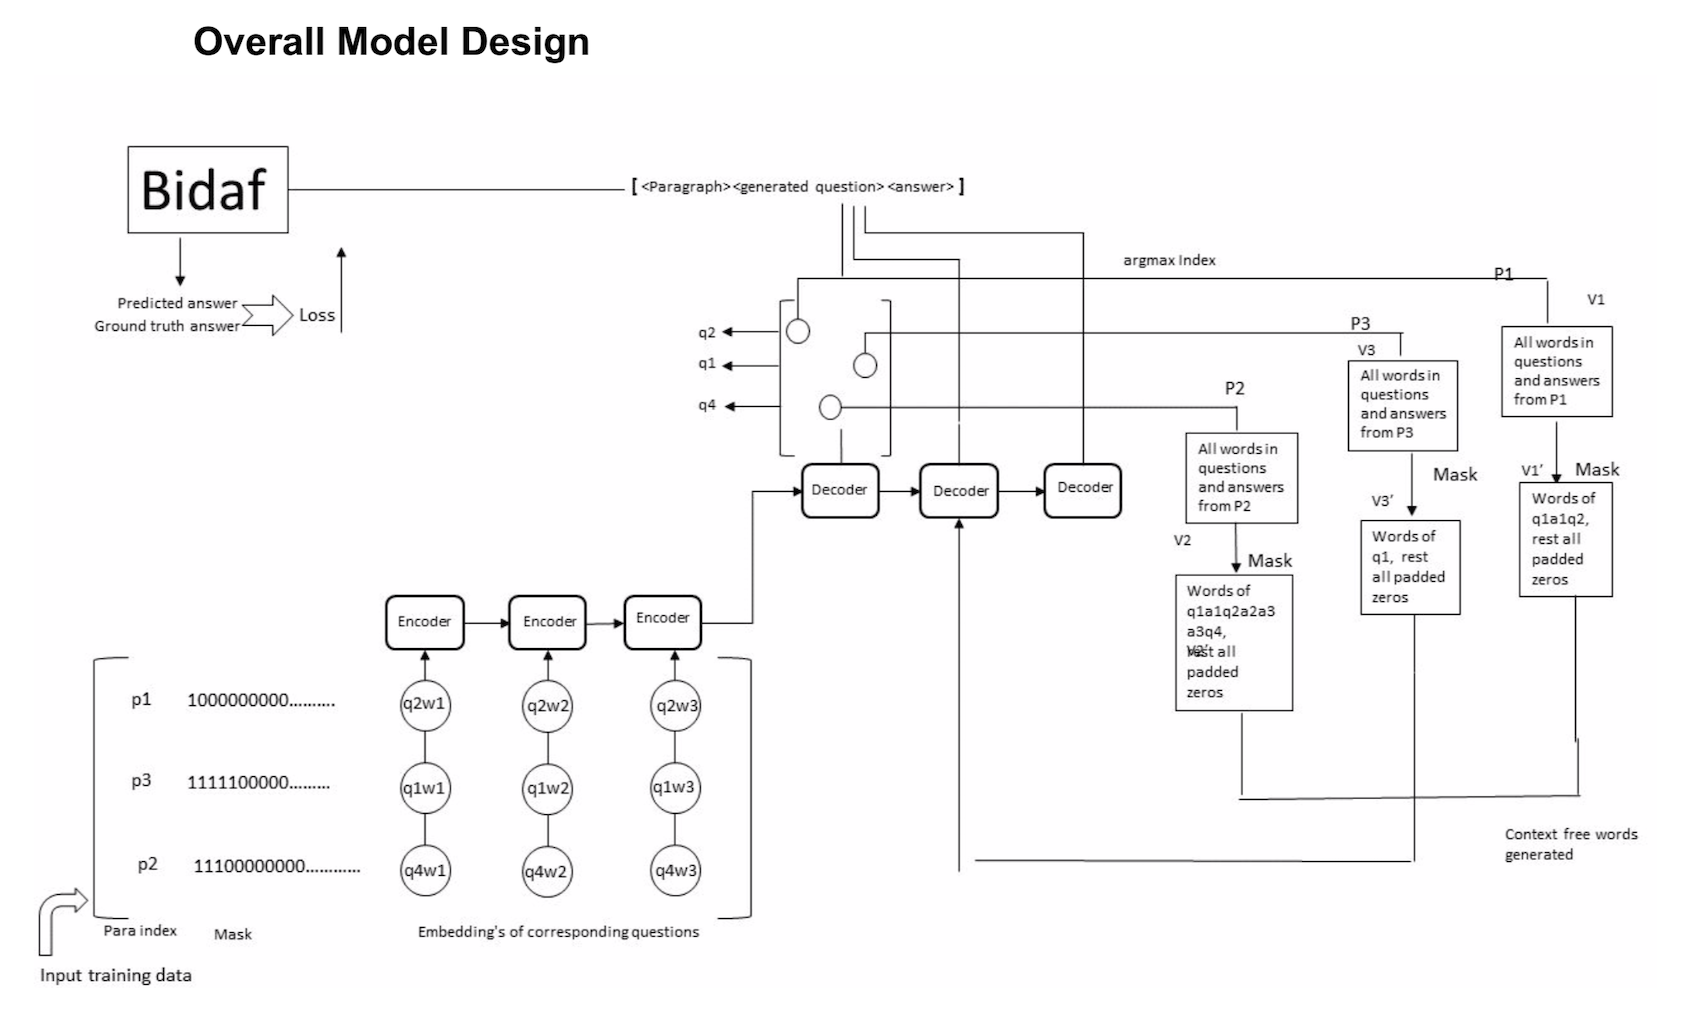 Overall Model Design
Bidaf
[ <Paragraph><generated question> <answer> ]
argmax Index
Predicted answer
Ground truth answer
Loss
q2
q1
q4
P1
V1
All words in
questions
and answers
from P1
V1’ Mask
Words of
q1a1q2,
rest all
padded
zeros
P3
V3
All words in
questions
and answers
from P3
Mask
V3’
Words of
q1, rest
all padded
zeros
P2
All words in
questions
and answers
from P2
V2
Mask
Words of
q1a1q2a2a3
a3q4,
rest all
V2’
padded
zeros
Decoder
Decoder
Decoder
Encoder
Encoder
Encoder
p1 1000000000.......... q2w1 q2w2 q2w3
p3 1111100000......... q1w1 q1w2 q1w3
p2 11100000000............ q4w1 q4w2 q4w3
Para index Mask Embedding's of corresponding questions
Input training data
Context free words
generated